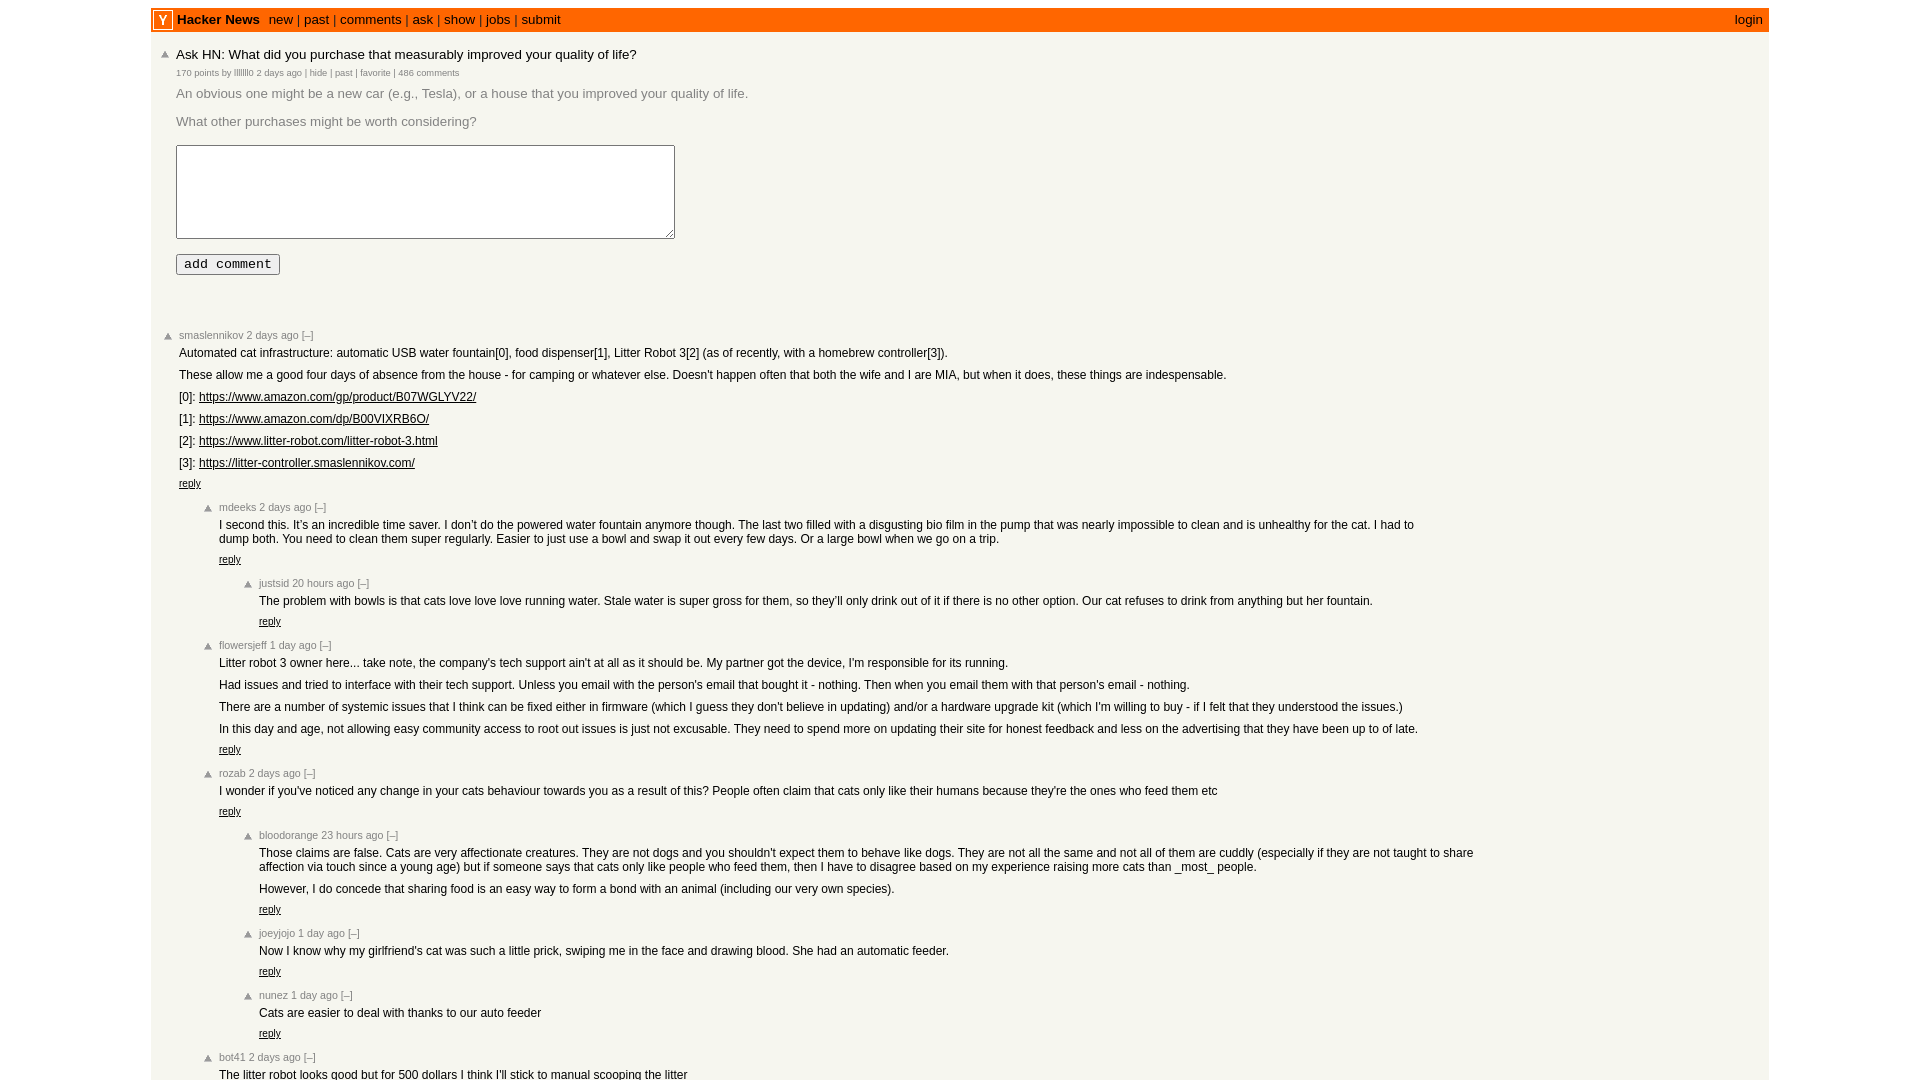 Y Hacker News new | past | comments | ask | show | jobs | submit login
Ask HN: What did you purchase that measurably improved your quality of life?
170 points by lllllll0 2 days ago | hide | past | favorite | 486 comments
An obvious one might be a new car (e.g., Tesla), or a house that you improved your quality of life.
What other purchases might be worth considering?
add comment
smaslennikov 2 days ago [–]
Automated cat infrastructure: automatic USB water fountain[0], food dispenser[1], Litter Robot 3[2] (as of recently, with a homebrew controller[3]).
These allow me a good four days of absence from the house - for camping or whatever else. Doesn't happen often that both the wife and I are MIA, but when it does, these things are indespensable.
[0]: https://www.amazon.com/gp/product/B07WGLYV22/
[1]: https://www.amazon.com/dp/B00VIXRB6O/
[2]: https://www.litter-robot.com/litter-robot-3.html
[3]: https://litter-controller.smaslennikov.com/
reply
mdeeks 2 days ago [–]
I second this. It’s an incredible time saver. I don’t do the powered water fountain anymore though. The last two filled with a disgusting bio film in the pump that was nearly impossible to clean and is unhealthy for the cat. I had to
dump both. You need to clean them super regularly. Easier to just use a bowl and swap it out every few days. Or a large bowl when we go on a trip.
reply
justsid 20 hours ago [–]
The problem with bowls is that cats love love love running water. Stale water is super gross for them, so they’ll only drink out of it if there is no other option. Our cat refuses to drink from anything but her fountain.
reply
flowersjeff 1 day ago [–]
Litter robot 3 owner here... take note, the company's tech support ain't at all as it should be. My partner got the device, I'm responsible for its running.
Had issues and tried to interface with their tech support. Unless you email with the person's email that bought it - nothing. Then when you email them with that person's email - nothing.
There are a number of systemic issues that I think can be fixed either in firmware (which I guess they don't believe in updating) and/or a hardware upgrade kit (which I'm willing to buy - if I felt that they understood the issues.)
In this day and age, not allowing easy community access to root out issues is just not excusable. They need to spend more on updating their site for honest feedback and less on the advertising that they have been up to of late.
reply
rozab 2 days ago [–]
I wonder if you've noticed any change in your cats behaviour towards you as a result of this? People often claim that cats only like their humans because they're the ones who feed them etc
reply
bloodorange 23 hours ago [–]
Those claims are false. Cats are very affectionate creatures. They are not dogs and you shouldn't expect them to behave like dogs. They are not all the same and not all of them are cuddly (especially if they are not taught to share
affection via touch since a young age) but if someone says that cats only like people who feed them, then I have to disagree based on my experience raising more cats than _most_ people.
However, I do concede that sharing food is an easy way to form a bond with an animal (including our very own species).
reply
joeyjojo 1 day ago [–]
Now I know why my girlfriend's cat was such a little prick, swiping me in the face and drawing blood. She had an automatic feeder.
reply
nunez 1 day ago [–]
Cats are easier to deal with thanks to our auto feeder
reply
bot41 2 days ago [–]
The litter robot looks good but for 500 dollars I think I'll stick to manual scooping the litter